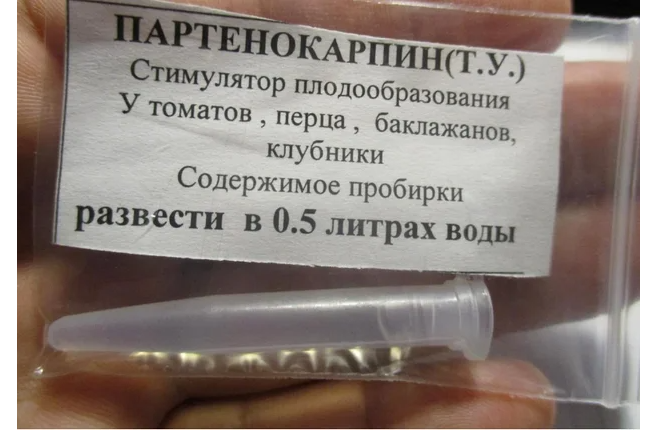 ПАРТЕНОКАРПИН(Т.У.)
Стимулятор плодообразования
У томатов , перца , баклажанов,
клубники
Содержимое пробирки
развести в 0.5 литрах воды